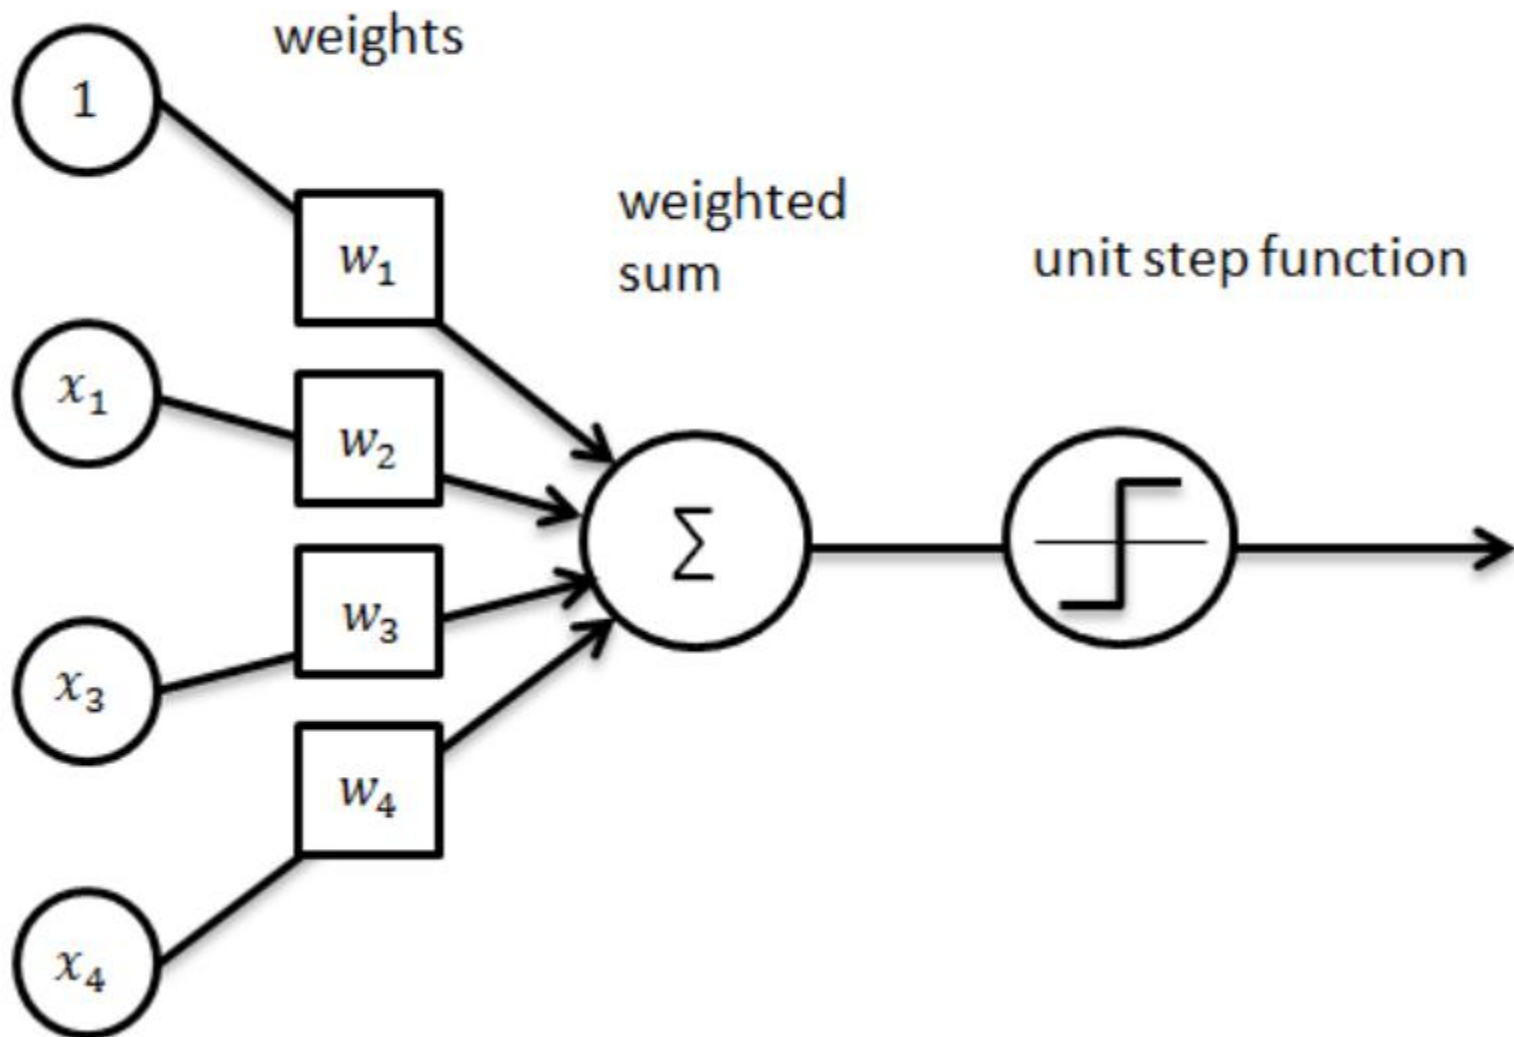 weights
1
w₁
weighted
sum
unit step function
x₁
w₂
∑
w₃
x₃
w₄
x₄